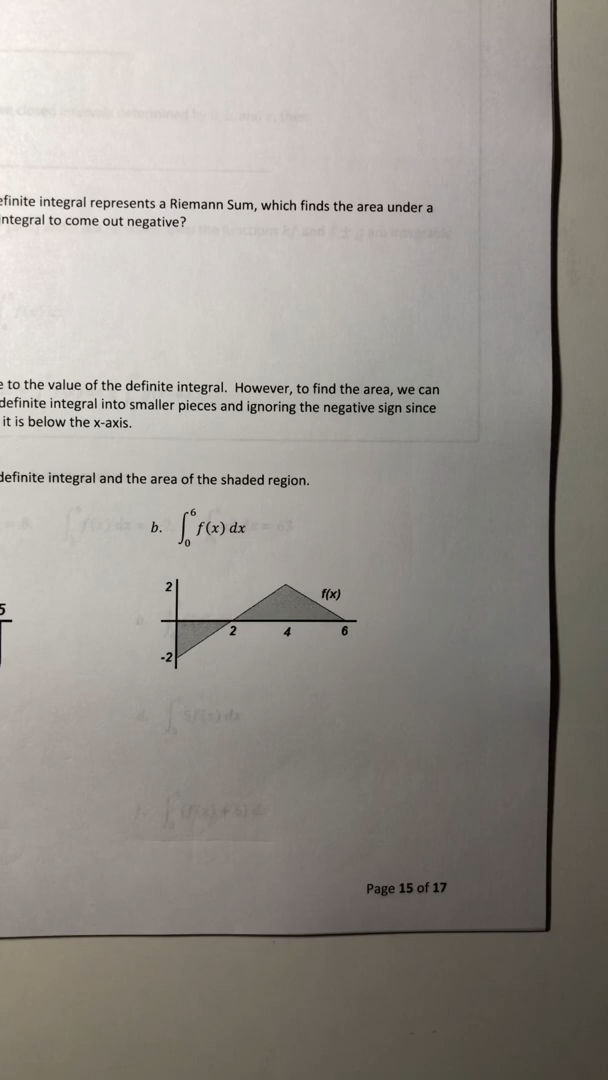 efinite integral represents a Riemann Sum, which finds the area under a
ntegral to come out negative?
e to the value of the definite integral. However, to find the area, we can
definite integral into smaller pieces and ignoring the negative sign since
it is below the x-axis.
definite integral and the area of the shaded region.
b. ∫₀⁶ f(x) dx
2
f(x)
5
2 4 6
-2
Page 15 of 17